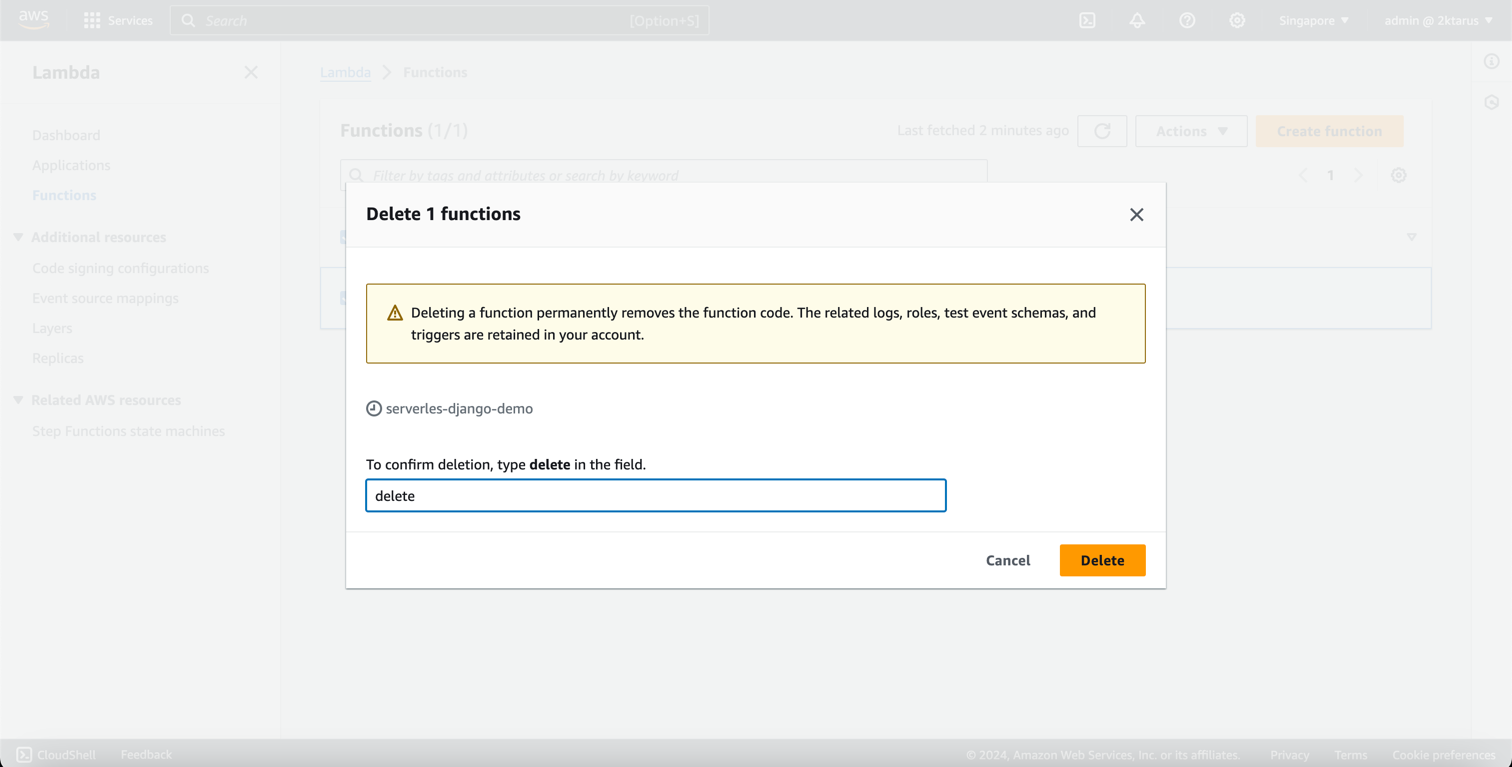 aws
Services
Search
[Option+S]
Singapore
admin @ 2ktarus
Lambda
Dashboard
Applications
Functions
Additional resources
Code signing configurations
Event source mappings
Layers
Replicas
Related AWS resources
Step Functions state machines
Lambda
Functions
Functions (1/1)
Last fetched 2 minutes ago
Actions
Create function
Filter by tags and attributes or search by keyword
1
Delete 1 functions
Deleting a function permanently removes the function code. The related logs, roles, test event schemas, and
triggers are retained in your account.
serverles-django-demo
To confirm deletion, type delete in the field.
delete
Cancel
Delete
CloudShell
Feedback
© 2024, Amazon Web Services, Inc. or its affiliates.
Privacy
Terms
Cookie preferences